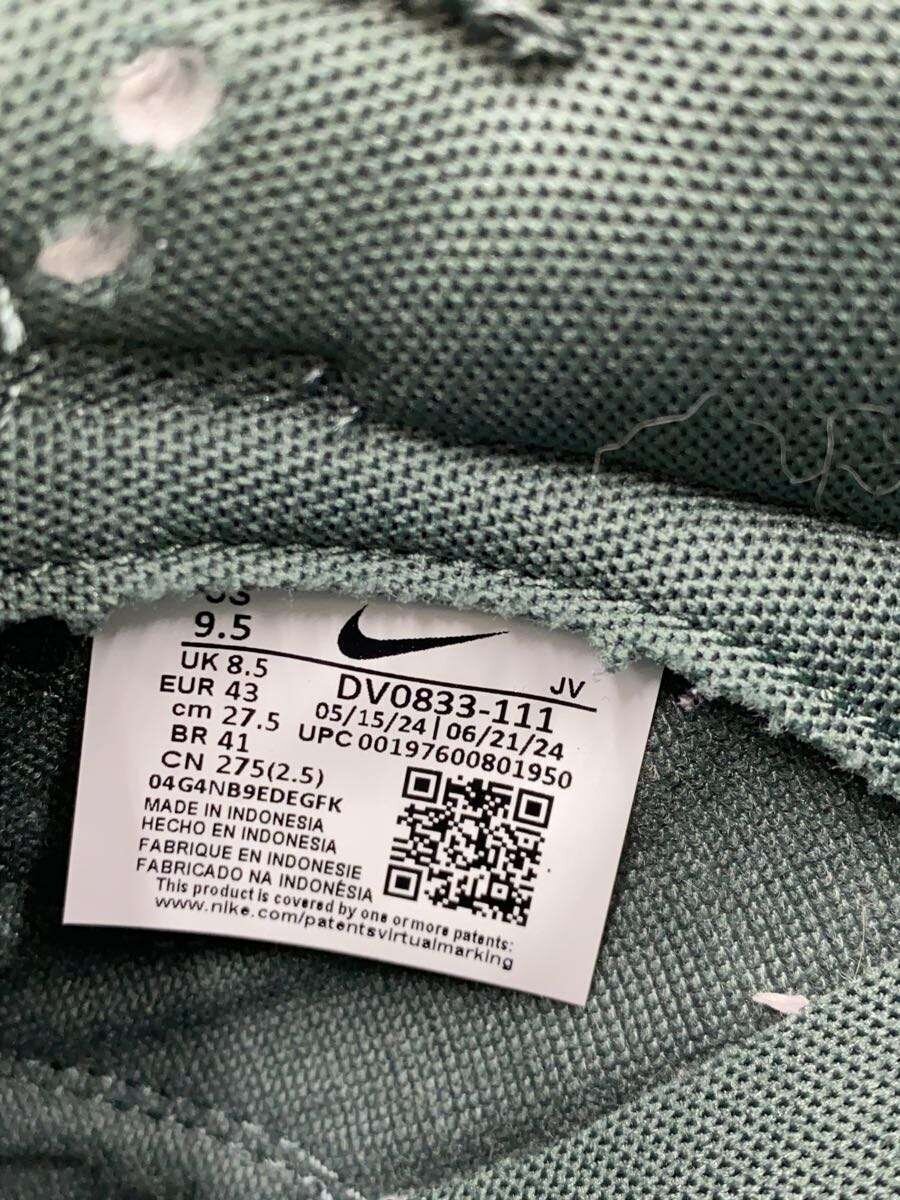 US
9.5
UK 8.5
EUR 43
cm 27.5
BR 41
CN 275(2.5)
04G4NB9EDEGFK
MADE IN INDONESIA
HECHO EN INDONESIA
FABRIQUE EN INDONESIE
FABRICADO NA INDONÉSIA
JV
DV0833-111
05/15/24 | 06/21/24
UPC 00197600801950
This product is covered by one or more patents:
www.nike.com/patentsvirtualmarking